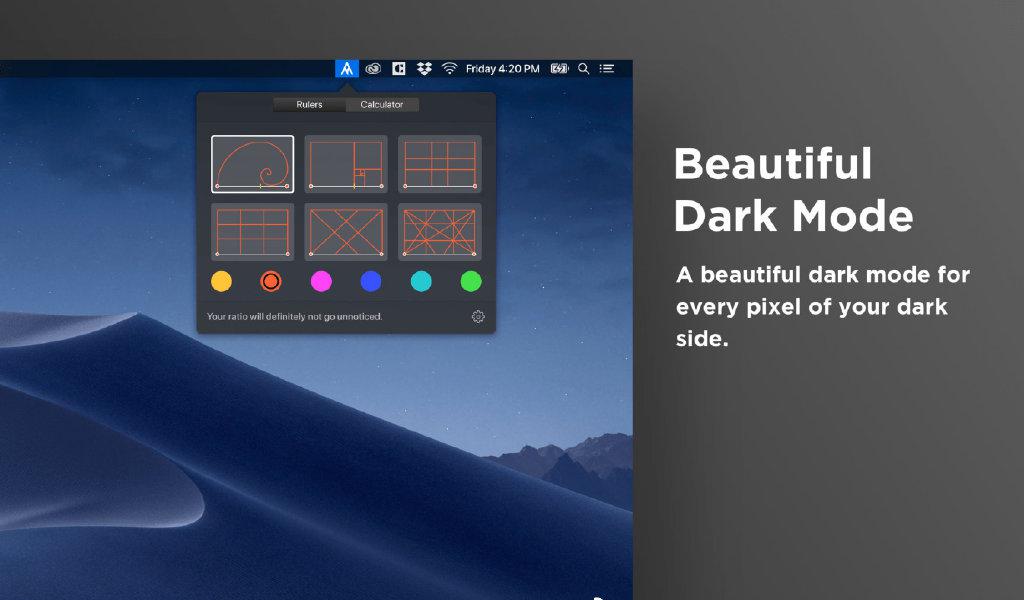 Friday 4:20 PM
Rulers Calculator
Your ratio will definitely not go unnoticed.
Beautiful
Dark Mode
A beautiful dark mode for
every pixel of your dark
side.